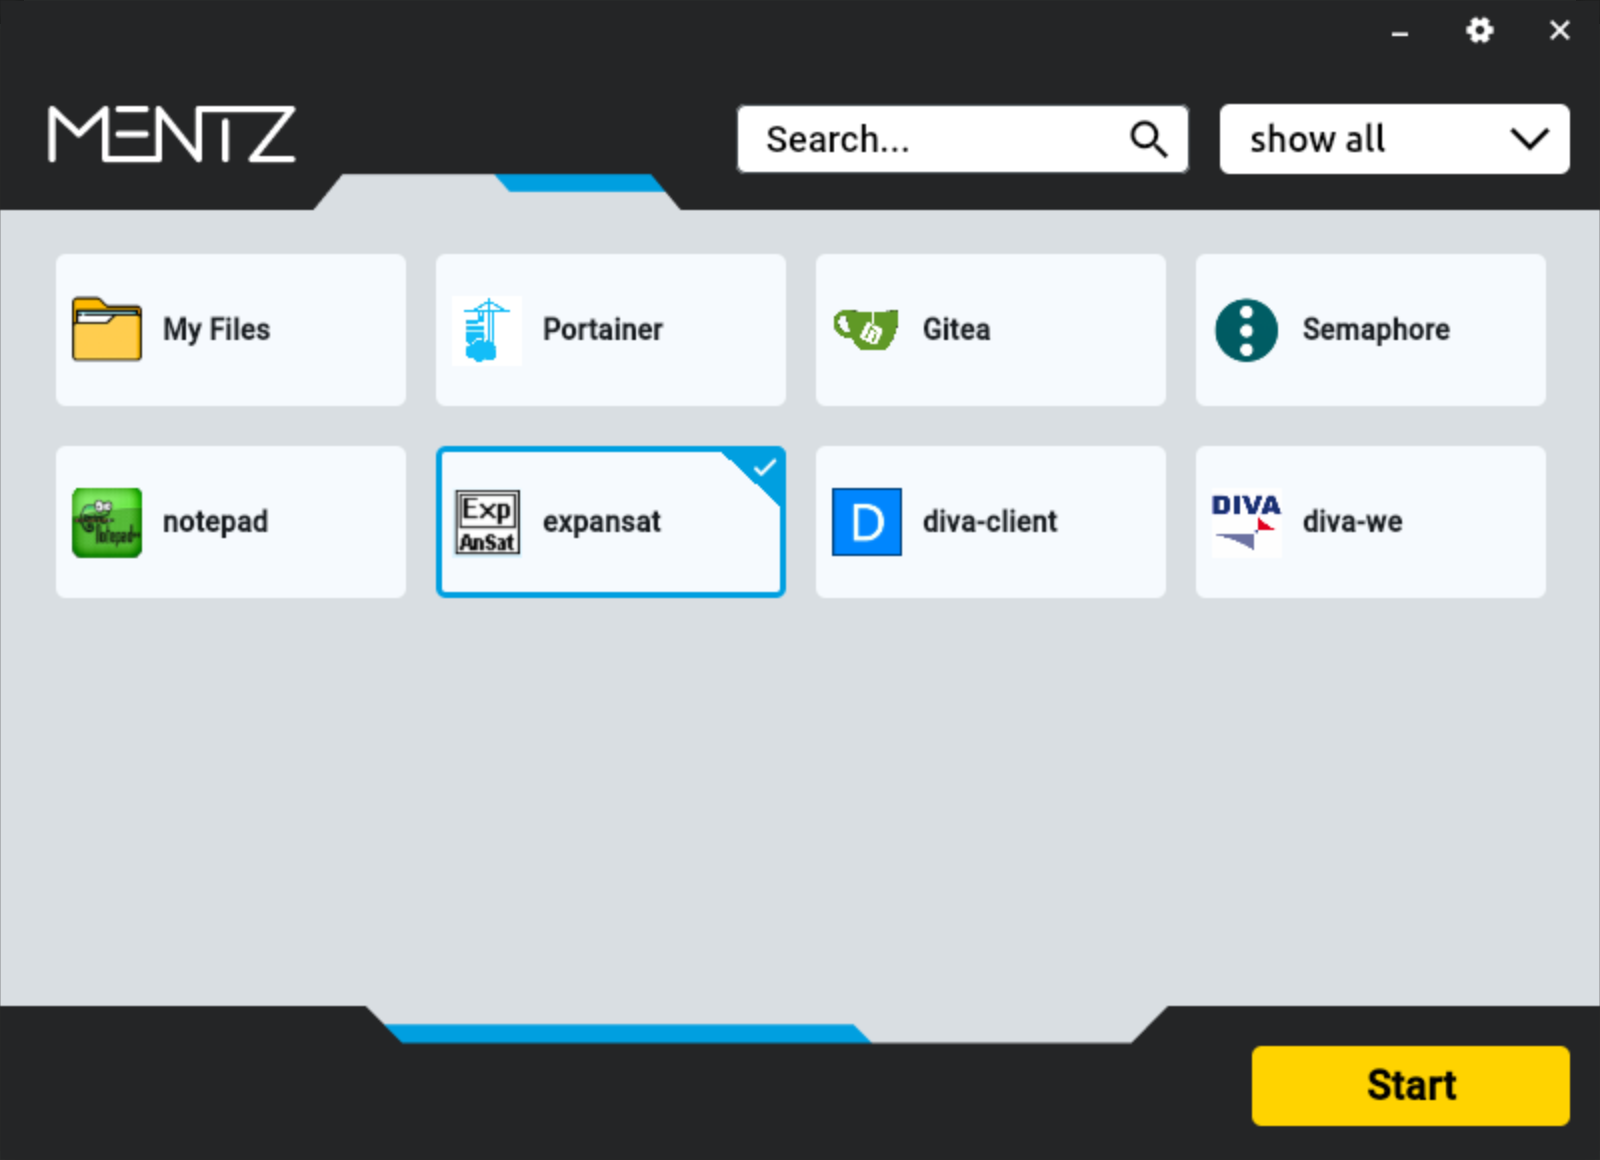 MENTZ
Search...
show all
My Files
Portainer
Gitea
Semaphore
notepad
Exp
AnSat
expansat
D
diva-client
DIVA
diva-we
Start